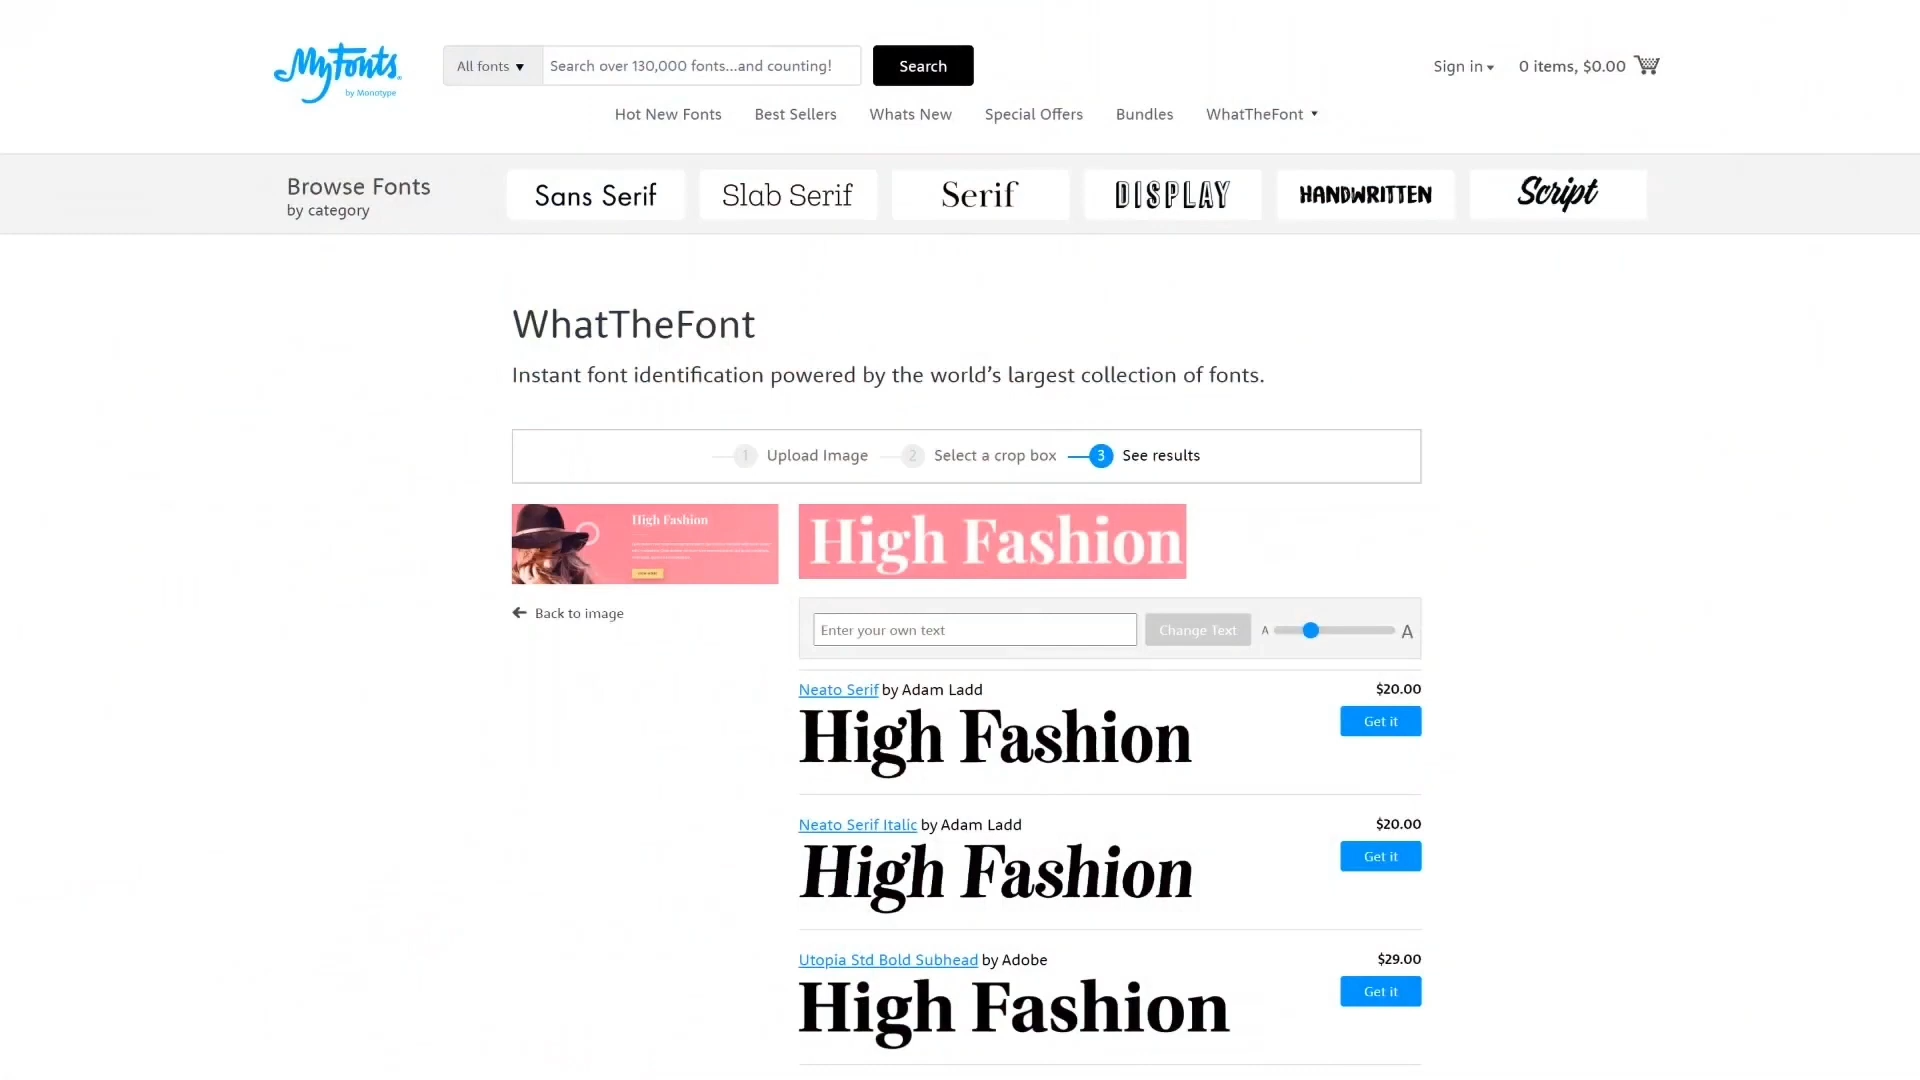 MyFonts
by Monotype
All fonts ▼
Search over 130,000 fonts...and counting!
Search
Sign in ▾
0 items, $0.00
Hot New Fonts
Best Sellers
Whats New
Special Offers
Bundles
WhatTheFont ▾
Browse Fonts
by category
Sans Serif
Slab Serif
Serif
DISPLAY
HANDWRITTEN
Script
WhatTheFont
Instant font identification powered by the world’s largest collection of fonts.
1 Upload Image
2 Select a crop box
3 See results
High Fashion
High Fashion
← Back to image
Enter your own text
Change Text
A
A
Neato Serif by Adam Ladd
$20.00
High Fashion
Get it
Neato Serif Italic by Adam Ladd
$20.00
High Fashion
Get it
Utopia Std Bold Subhead by Adobe
$29.00
High Fashion
Get it